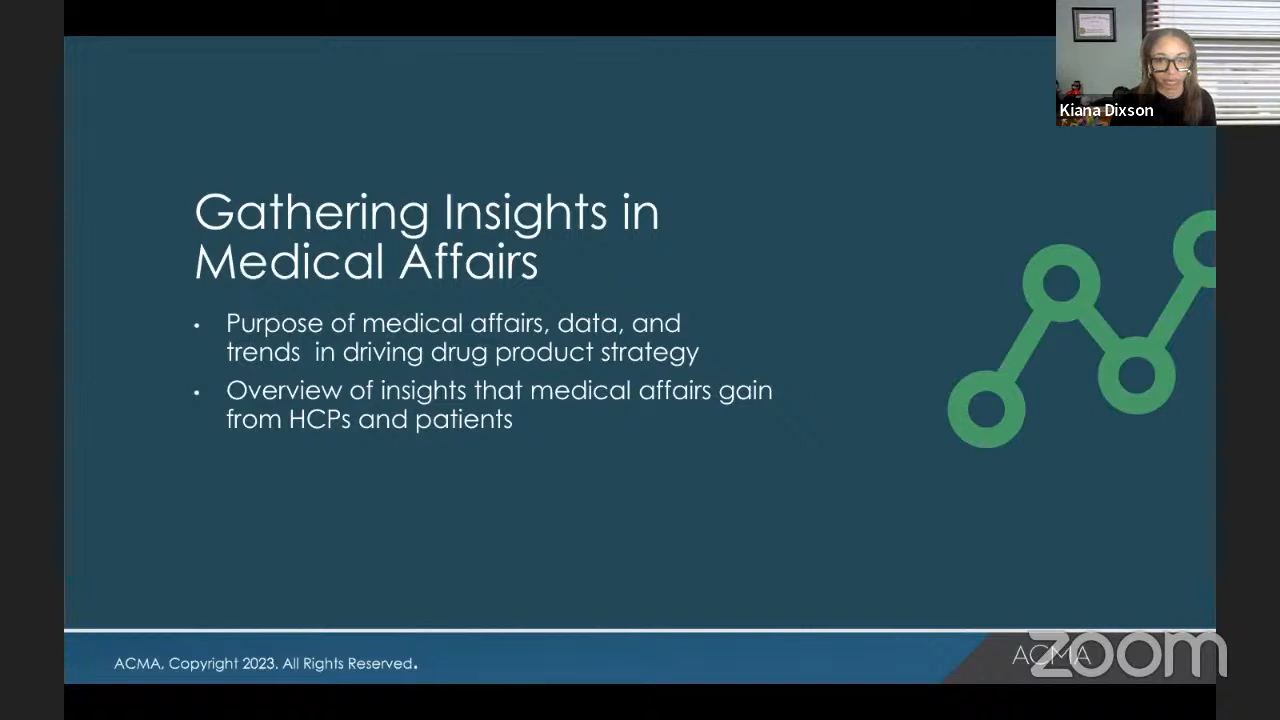 Kiana Dixson
Gathering Insights in
Medical Affairs
• Purpose of medical affairs, data, and
trends in driving drug product strategy
• Overview of insights that medical affairs gain
from HCPs and patients
ACMA, Copyright 2023. All Rights Reserved.
ACMA
zoom